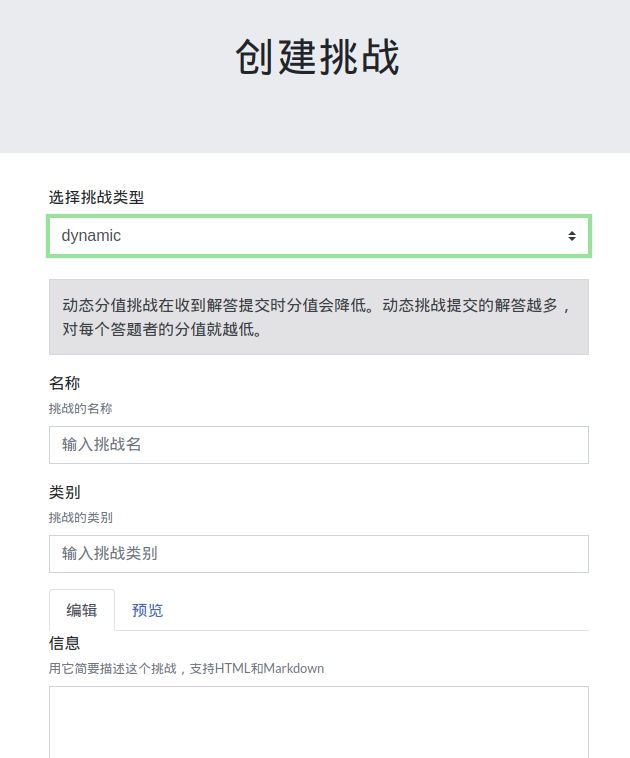 创建挑战
选择挑战类型
dynamic
动态分值挑战在收到解答提交时分值会降低。动态挑战提交的解答越多，
对每个答题者的分值就越低。
名称
挑战的名称
输入挑战名
类别
挑战的类别
输入挑战类别
编辑 预览
信息
用它简要描述这个挑战，支持HTML和Markdown